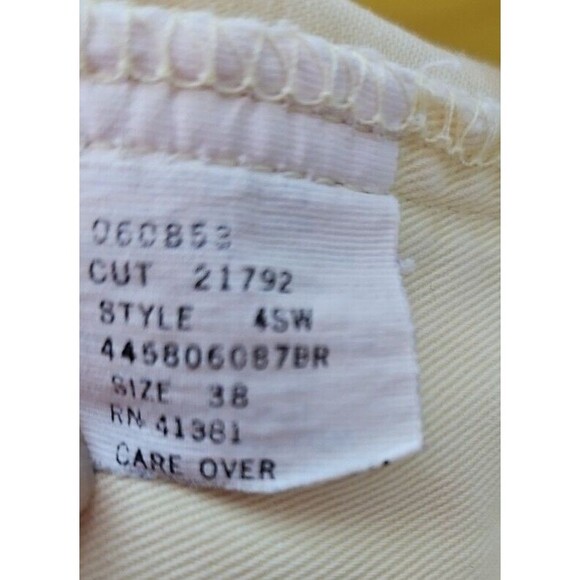 060853
CUT 21792
STYLE 4SW
445806087BR
SIZE 38
RN 41381
CARE OVER